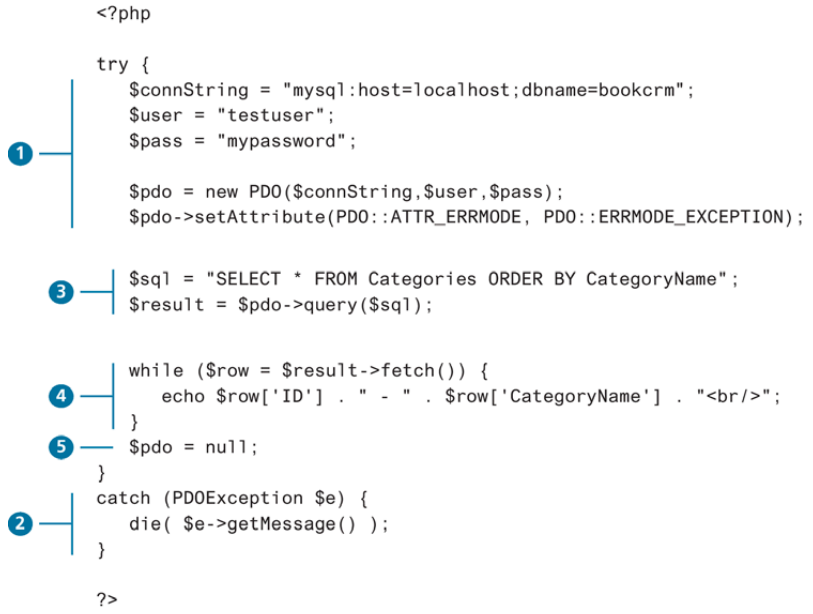 <?php
try {
$connString = "mysql:host=localhost;dbname=bookcrm";
$user = "testuser";
1
$pass = "mypassword";
$pdo = new PDO($connString,$user,$pass);
$pdo->setAttribute(PDO::ATTR_ERRMODE, PDO::ERRMODE_EXCEPTION);
3
$sql = "SELECT * FROM Categories ORDER BY CategoryName";
$result = $pdo->query($sql);
while ($row = $result->fetch()) {
4
echo $row['ID'] . " - " . $row['CategoryName'] . "<br/>";
}
5
$pdo = null;
}
catch (PDOException $e) {
2
die( $e->getMessage() );
}
?>